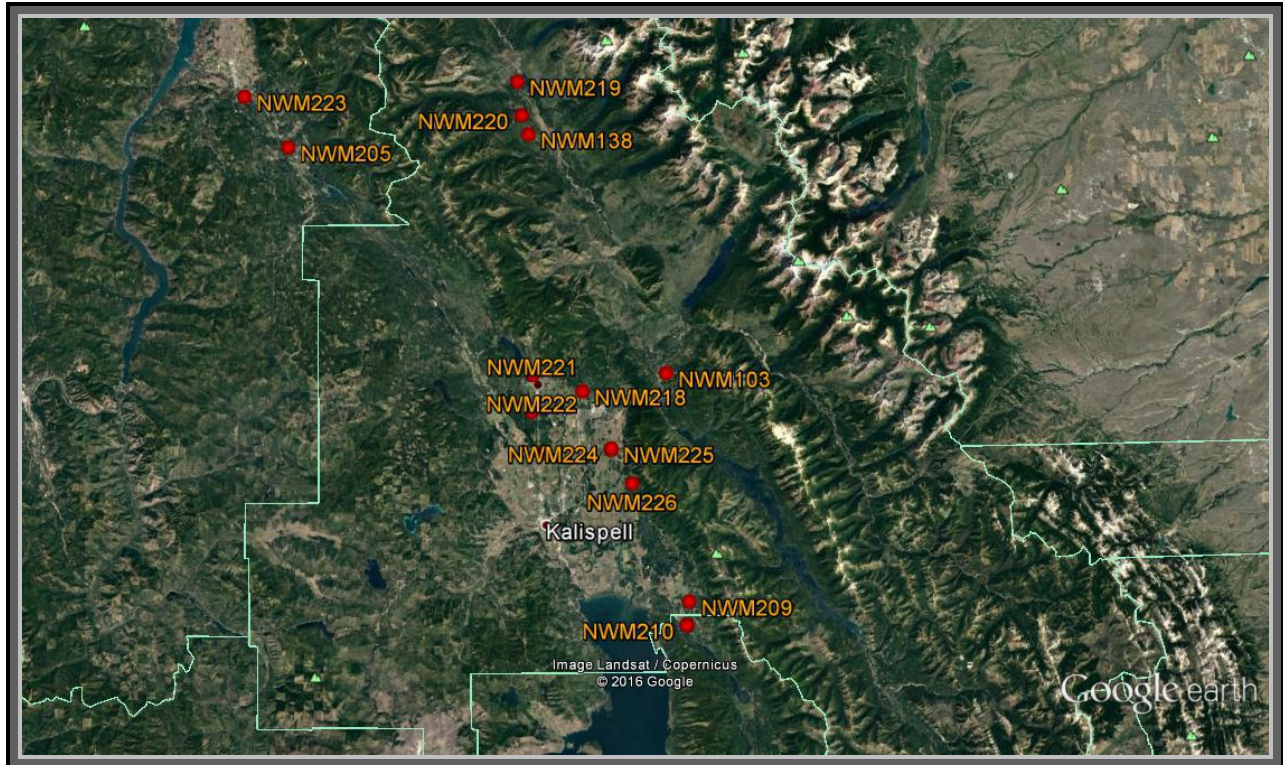 NWM219
NWM223
NWM220
NWM138
NWM205
NWM221
NWM103
NWM218
NWM222
NWM224
NWM225
NWM226
Kalispell
NWM209
NWM210
Image Landsat / Copernicus
© 2016 Google
Google earth